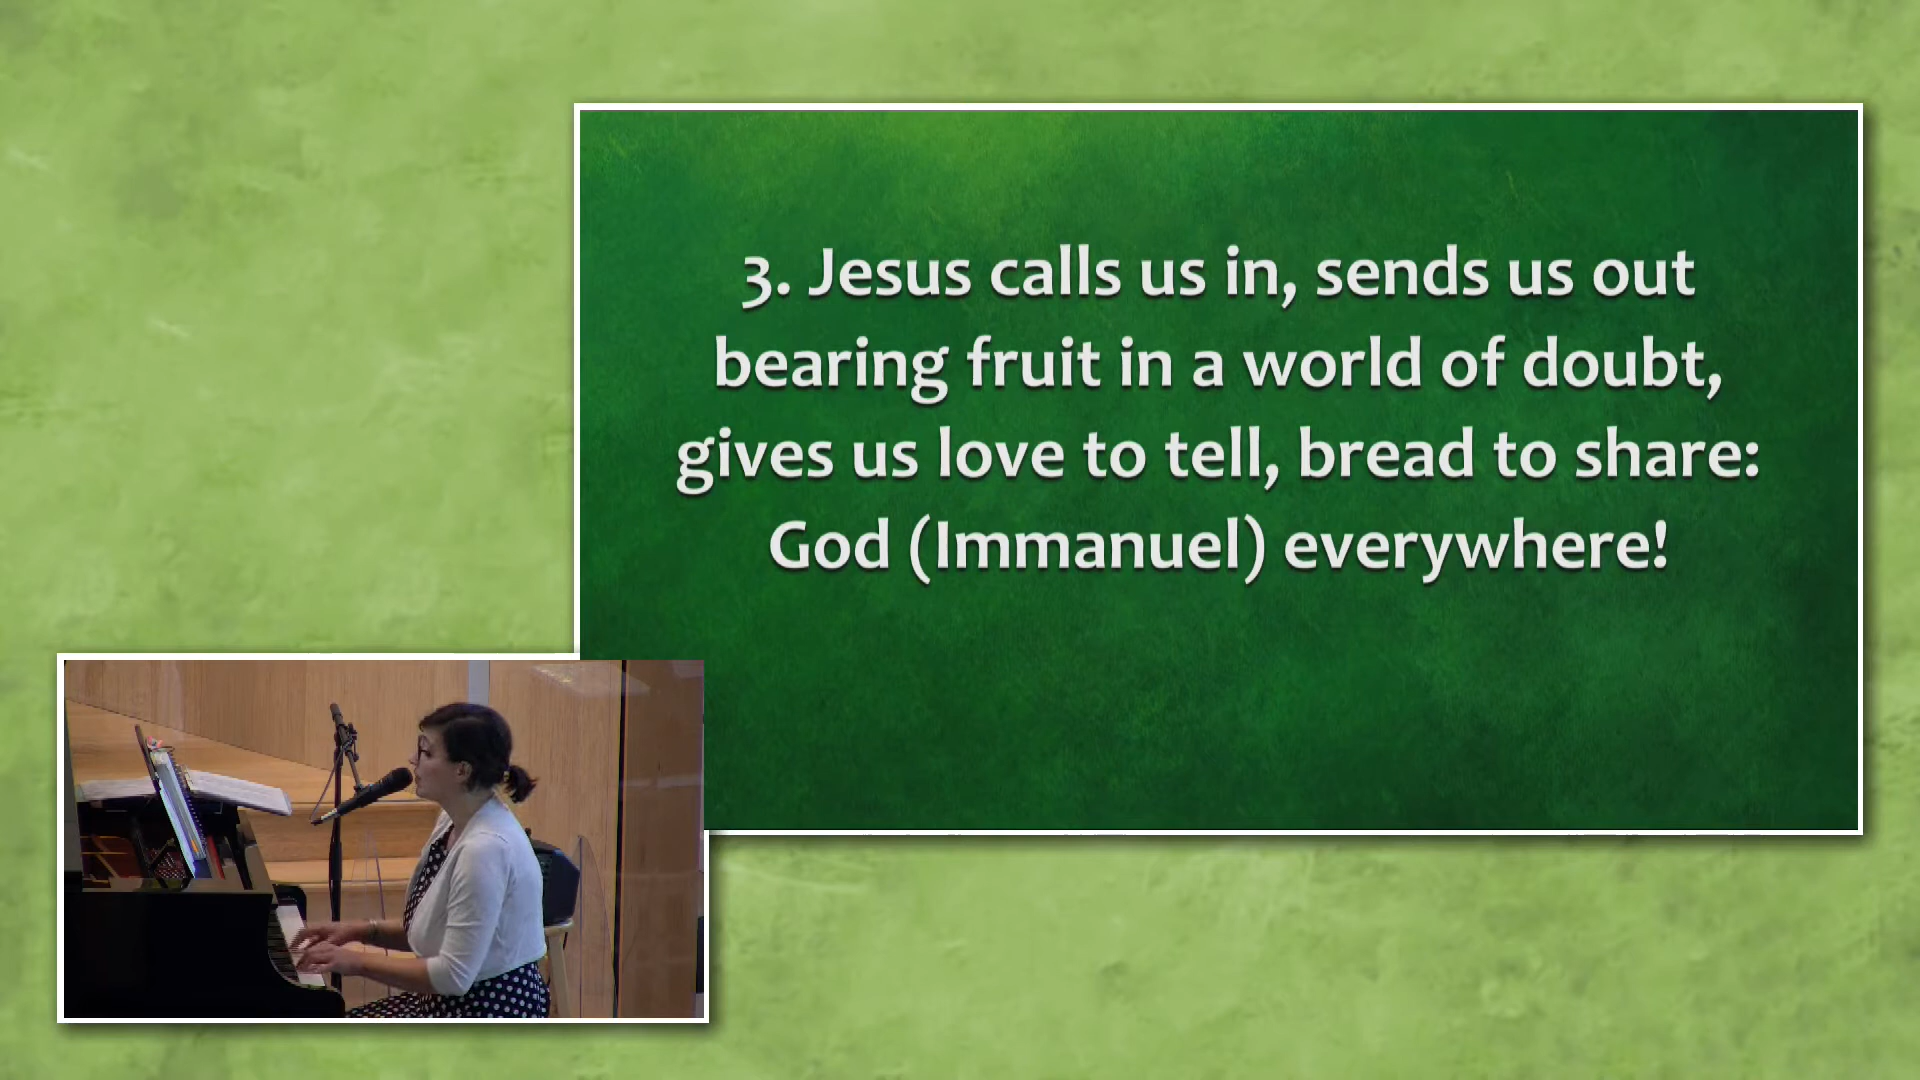 3. Jesus calls us in, sends us out
bearing fruit in a world of doubt,
gives us love to tell, bread to share:
God (Immanuel) everywhere!